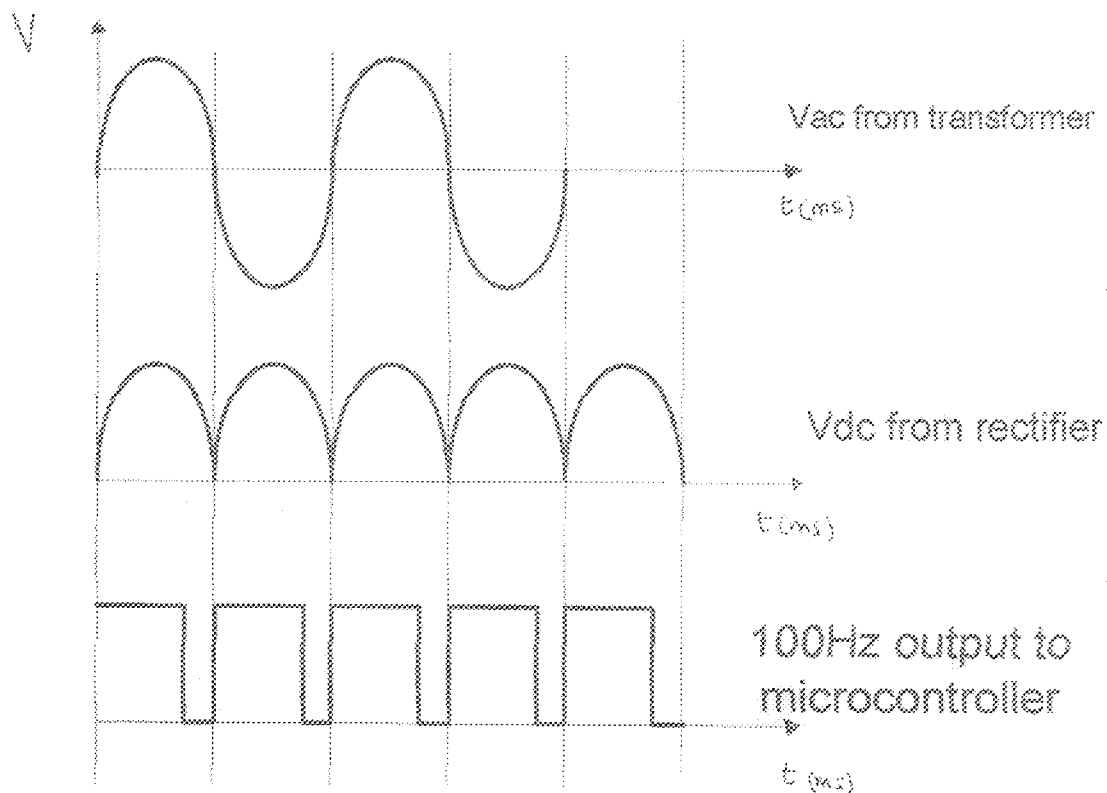 V
Vac from transformer
t(ms)
Vdc from rectifier
t(ms)
100Hz output to
microcontroller
t (ms)